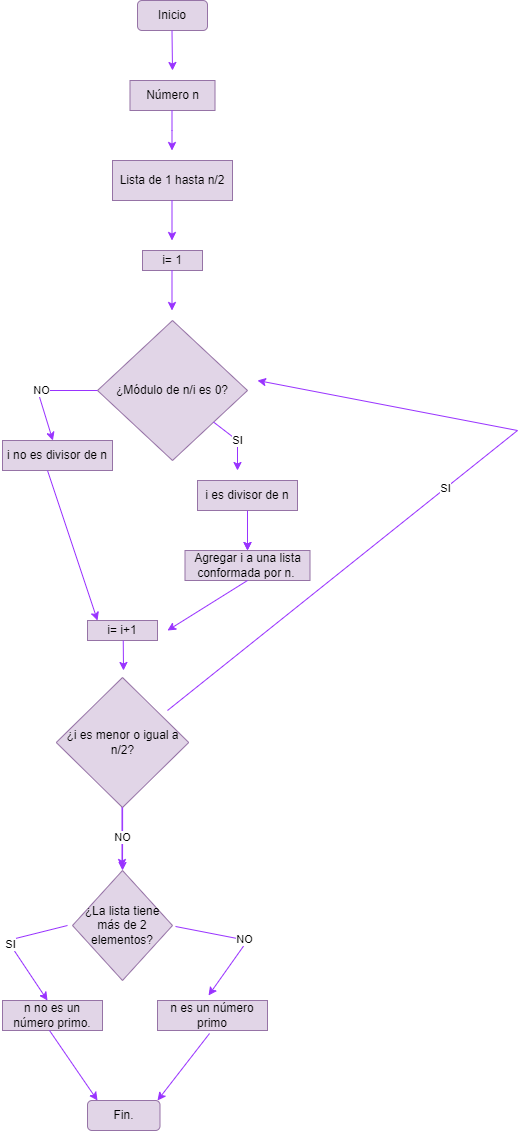 Inicio
Número n
Lista de 1 hasta n/2
i= 1
¿Módulo de n/i es 0?
NO
SI
i no es divisor de n
i es divisor de n
Agregar i a una lista
conformada por n.
i= i+1
SI
¿i es menor o igual a
n/2?
NO
¿La lista tiene
más de 2
elementos?
SI
NO
n no es un
número primo.
n es un número
primo
Fin.